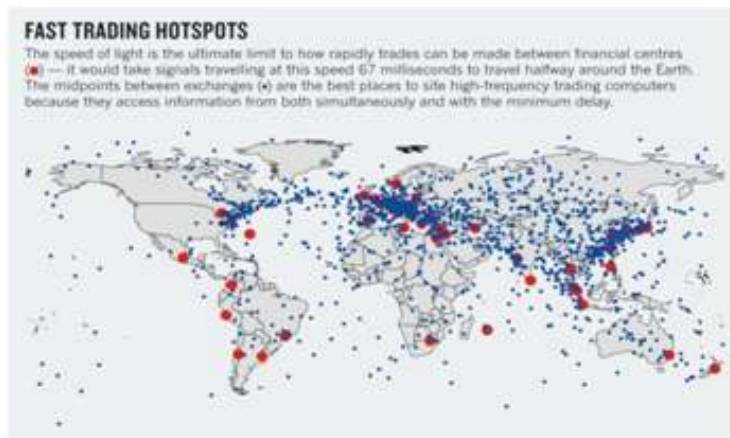 FAST TRADING HOTSPOTS
The speed of light is the ultimate limit to how rapidly trades can be made between financial centres
(●) — it would take signals travelling at this speed 67 milliseconds to travel halfway around the Earth.
The midpoints between exchanges (•) are the best places to site high-frequency trading computers
because they access information from both simultaneously and with the minimum delay.